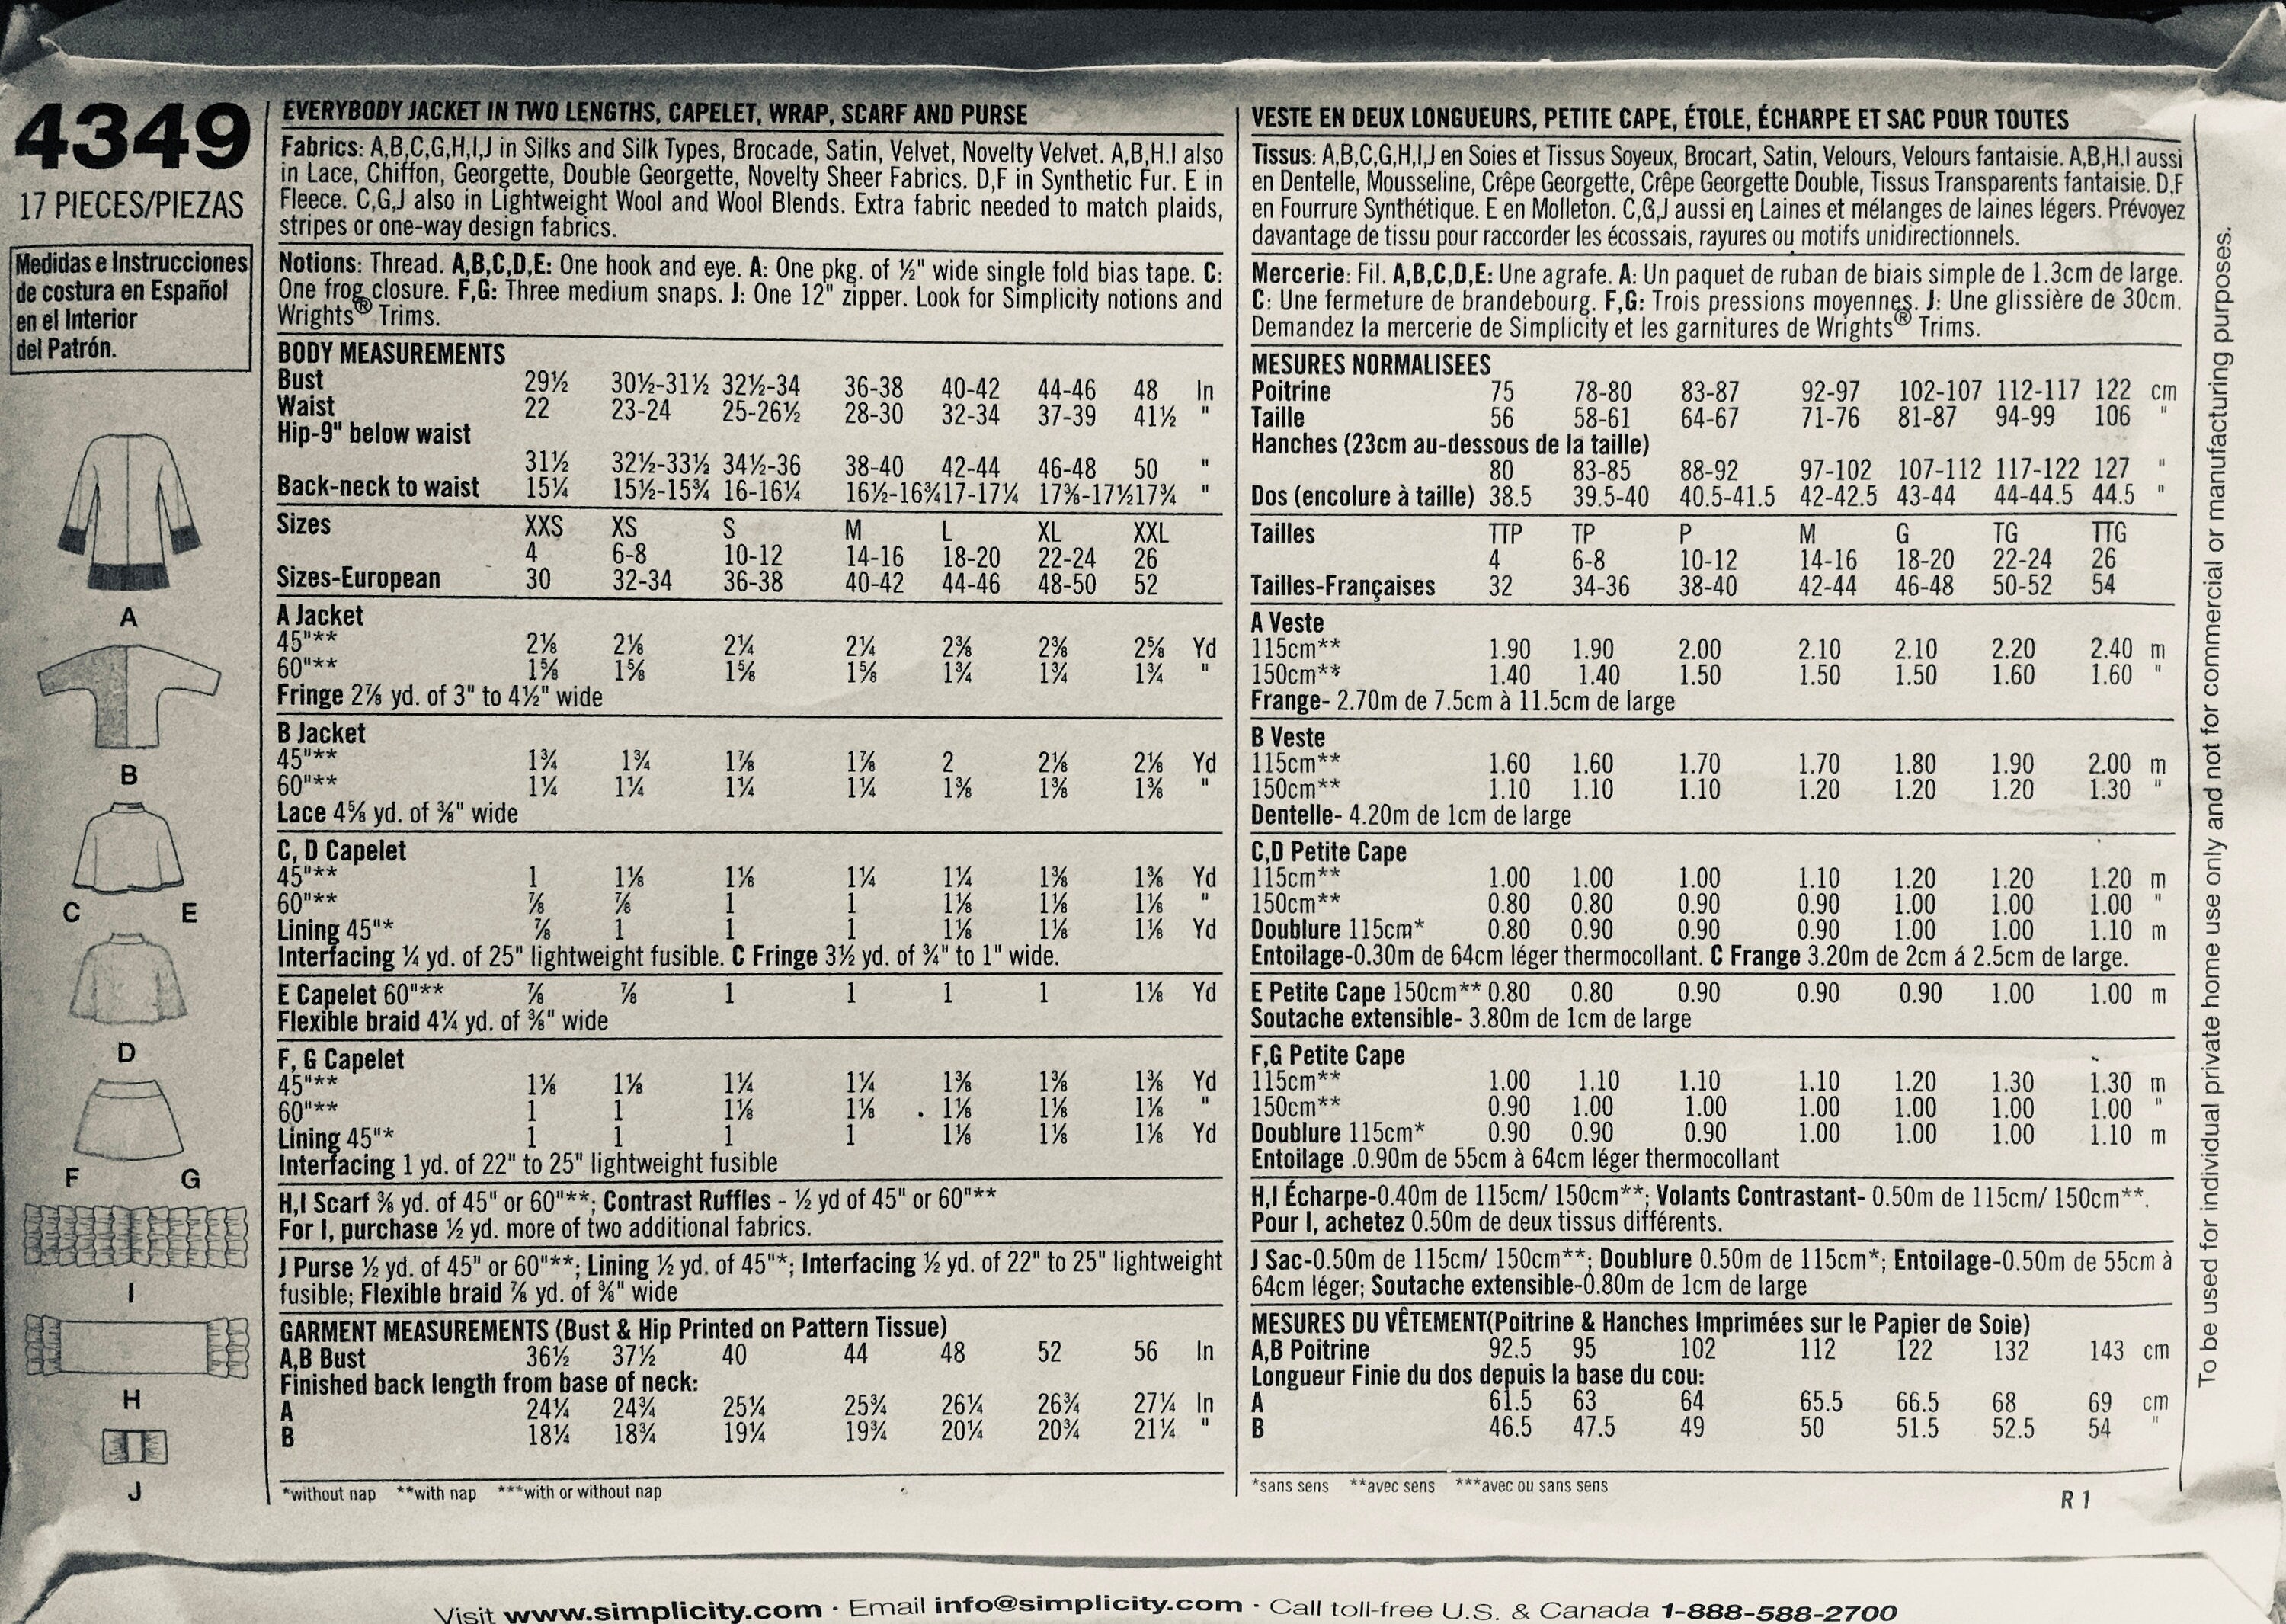 4349
17 PIECES/PIEZAS
Medidas e Instrucciones
de costura en Español
en el Interior
del Patrón.
A
B
C E
D
F G
I
H
J
EVERYBODY JACKET IN TWO LENGTHS, CAPELET, WRAP, SCARF AND PURSE
Fabrics: A,B,C,G,H,I,J in Silks and Silk Types, Brocade, Satin, Velvet, Novelty Velvet. A,B,H.I also
in Lace, Chiffon, Georgette, Double Georgette, Novelty Sheer Fabrics. D,F in Synthetic Fur. E in
Fleece. C,G,J also in Lightweight Wool and Wool Blends. Extra fabric needed to match plaids,
stripes or one-way design fabrics.
Notions: Thread. A,B,C,D,E: One hook and eye. A: One pkg. of ½" wide single fold bias tape. C:
One frog closure. F,G: Three medium snaps. J: One 12" zipper. Look for Simplicity notions and
Wrights® Trims.
BODY MEASUREMENTS
Bust 29½ 30½-31½ 32½-34 36-38 40-42 44-46 48 In
Waist 22 23-24 25-26½ 28-30 32-34 37-39 41½ "
Hip-9" below waist
31½ 32½-33½ 34½-36 38-40 42-44 46-48 50 "
Back-neck to waist 15¼ 15½-15¾ 16-16¼ 16½-16¾ 17-17¼ 17⅜-17½ 17¾ "
Sizes XXS XS S M L XL XXL
4 6-8 10-12 14-16 18-20 22-24 26
Sizes-European 30 32-34 36-38 40-42 44-46 48-50 52
A Jacket
45"** 2⅛ 2⅛ 2¼ 2¼ 2⅜ 2⅜ 2⅝ Yd
60"** 1⅝ 1⅝ 1⅝ 1⅝ 1¾ 1¾ 1¾ "
Fringe 2⅞ yd. of 3" to 4½" wide
B Jacket
45"** 1¾ 1¾ 1⅞ 1⅞ 2 2⅛ 2⅛ Yd
60"** 1¼ 1¼ 1¼ 1¼ 1⅜ 1⅜ 1⅜ "
Lace 4⅝ yd. of ⅜" wide
C, D Capelet
45"** 1 1⅛ 1⅛ 1¼ 1¼ 1⅜ 1⅜ Yd
60"** ⅞ ⅞ 1 1 1⅛ 1⅛ 1⅛ "
Lining 45"* ⅞ 1 1 1 1⅛ 1⅛ 1⅛ Yd
Interfacing ¼ yd. of 25" lightweight fusible. C Fringe 3½ yd. of ¾" to 1" wide.
E Capelet 60"** ⅞ ⅞ 1 1 1 1 1⅛ Yd
Flexible braid 4¼ yd. of ⅜" wide
F, G Capelet
45"** 1⅛ 1⅛ 1¼ 1¼ 1⅜ 1⅜ 1⅜ Yd
60"** 1 1 1⅛ 1⅛ 1⅛ 1⅛ 1⅛ "
Lining 45"* 1 1 1 1 1⅛ 1⅛ 1⅛ Yd
Interfacing 1 yd. of 22" to 25" lightweight fusible
H,I Scarf ⅜ yd. of 45" or 60"**; Contrast Ruffles - ½ yd of 45" or 60"**
For I, purchase ½ yd. more of two additional fabrics.
J Purse ½ yd. of 45" or 60"**; Lining ½ yd. of 45"*; Interfacing ½ yd. of 22" to 25" lightweight
fusible; Flexible braid ⅞ yd. of ⅜" wide
GARMENT MEASUREMENTS (Bust & Hip Printed on Pattern Tissue)
A,B Bust 36½ 37½ 40 44 48 52 56 In
Finished back length from base of neck:
A 24¼ 24¾ 25¼ 25¾ 26¼ 26¾ 27¼ In
B 18¼ 18¾ 19¼ 19¾ 20¼ 20¾ 21¼ "
*without nap **with nap ***with or without nap
VESTE EN DEUX LONGUEURS, PETITE CAPE, ÉTOLE, ÉCHARPE ET SAC POUR TOUTES
Tissus: A,B,C,G,H,I,J en Soies et Tissus Soyeux, Brocart, Satin, Velours, Velours fantaisie. A,B,H.I aussi
en Dentelle, Mousseline, Crêpe Georgette, Crêpe Georgette Double, Tissus Transparents fantaisie. D,F
en Fourrure Synthétique. E en Molleton. C,G,J aussi en Laines et mélanges de laines légers. Prévoyez
davantage de tissu pour raccorder les écossais, rayures ou motifs unidirectionnels.
Mercerie: Fil. A,B,C,D,E: Une agrafe. A: Un paquet de ruban de biais simple de 1.3cm de large.
C: Une fermeture de brandebourg. F,G: Trois pressions moyennes. J: Une glissière de 30cm.
Demandez la mercerie de Simplicity et les garnitures de Wrights® Trims.
MESURES NORMALISEES
Poitrine 75 78-80 83-87 92-97 102-107 112-117 122 cm
Taille 56 58-61 64-67 71-76 81-87 94-99 106 "
Hanches (23cm au-dessous de la taille)
80 83-85 88-92 97-102 107-112 117-122 127 "
Dos (encolure à taille) 38.5 39.5-40 40.5-41.5 42-42.5 43-44 44-44.5 44.5 "
Tailles TTP TP P M G TG TTG
4 6-8 10-12 14-16 18-20 22-24 26
Tailles-Françaises 32 34-36 38-40 42-44 46-48 50-52 54
A Veste
115cm** 1.90 1.90 2.00 2.10 2.10 2.20 2.40 m
150cm** 1.40 1.40 1.50 1.50 1.50 1.60 1.60 "
Frange- 2.70m de 7.5cm à 11.5cm de large
B Veste
115cm** 1.60 1.60 1.70 1.70 1.80 1.90 2.00 m
150cm** 1.10 1.10 1.10 1.20 1.20 1.20 1.30 "
Dentelle- 4.20m de 1cm de large
C,D Petite Cape
115cm** 1.00 1.00 1.00 1.10 1.20 1.20 1.20 m
150cm** 0.80 0.80 0.90 0.90 1.00 1.00 1.00 "
Doublure 115cm* 0.80 0.90 0.90 0.90 1.00 1.00 1.10 m
Entoilage-0.30m de 64cm léger thermocollant. C Frange 3.20m de 2cm á 2.5cm de large.
E Petite Cape 150cm** 0.80 0.80 0.90 0.90 0.90 1.00 1.00 m
Soutache extensible- 3.80m de 1cm de large
F,G Petite Cape
115cm** 1.00 1.10 1.10 1.10 1.20 1.30 1.30 m
150cm** 0.90 1.00 1.00 1.00 1.00 1.00 1.00 "
Doublure 115cm* 0.90 0.90 0.90 1.00 1.00 1.00 1.10 m
Entoilage .0.90m de 55cm à 64cm léger thermocollant
H,I Écharpe-0.40m de 115cm/ 150cm**; Volants Contrastant- 0.50m de 115cm/ 150cm**.
Pour I, achetez 0.50m de deux tissus différents.
J Sac-0.50m de 115cm/ 150cm**; Doublure 0.50m de 115cm*; Entoilage-0.50m de 55cm à
64cm léger; Soutache extensible-0.80m de 1cm de large
MESURES DU VÊTEMENT(Poitrine & Hanches Imprimées sur le Papier de Soie)
A,B Poitrine 92.5 95 102 112 122 132 143 cm
Longueur Finie du dos depuis la base du cou:
A 61.5 63 64 65.5 66.5 68 69 cm
B 46.5 47.5 49 50 51.5 52.5 54 "
*sans sens **avec sens ***avec ou sans sens
R 1
To be used for individual private home use only and not for commercial or manufacturing purposes.
Visit www.simplicity.com · Email info@simplicity.com · Call toll-free U.S. & Canada 1-888-588-2700